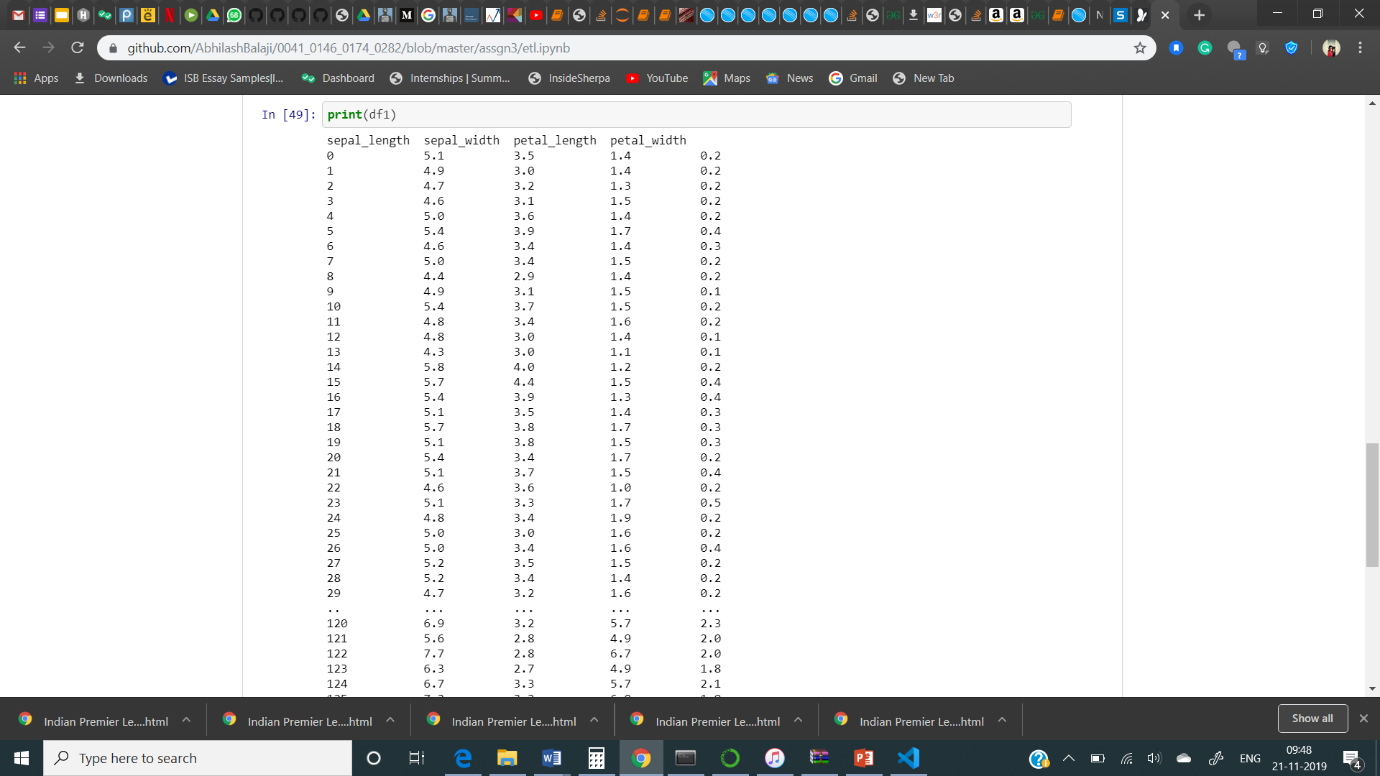 github.com/AbhilashBalaji/0041_0146_0174_0282/blob/master/assgn3/etl.ipynb
Apps Downloads ISB Essay Samples|I... Dashboard Internships | Summ... InsideSherpa YouTube Maps News Gmail New Tab
In [49]: print(df1)
sepal_length sepal_width petal_length petal_width
0 5.1 3.5 1.4 0.2
1 4.9 3.0 1.4 0.2
2 4.7 3.2 1.3 0.2
3 4.6 3.1 1.5 0.2
4 5.0 3.6 1.4 0.2
5 5.4 3.9 1.7 0.4
6 4.6 3.4 1.4 0.3
7 5.0 3.4 1.5 0.2
8 4.4 2.9 1.4 0.2
9 4.9 3.1 1.5 0.1
10 5.4 3.7 1.5 0.2
11 4.8 3.4 1.6 0.2
12 4.8 3.0 1.4 0.1
13 4.3 3.0 1.1 0.1
14 5.8 4.0 1.2 0.2
15 5.7 4.4 1.5 0.4
16 5.4 3.9 1.3 0.4
17 5.1 3.5 1.4 0.3
18 5.7 3.8 1.7 0.3
19 5.1 3.8 1.5 0.3
20 5.4 3.4 1.7 0.2
21 5.1 3.7 1.5 0.4
22 4.6 3.6 1.0 0.2
23 5.1 3.3 1.7 0.5
24 4.8 3.4 1.9 0.2
25 5.0 3.0 1.6 0.2
26 5.0 3.4 1.6 0.4
27 5.2 3.5 1.5 0.2
28 5.2 3.4 1.4 0.2
29 4.7 3.2 1.6 0.2
.. ... ... ... ...
120 6.9 3.2 5.7 2.3
121 5.6 2.8 4.9 2.0
122 7.7 2.8 6.7 2.0
123 6.3 2.7 4.9 1.8
124 6.7 3.3 5.7 2.1
Indian Premier Le....html Indian Premier Le....html Indian Premier Le....html Indian Premier Le....html Indian Premier Le....html Show all
Type here to search
ENG
09:48
21-11-2019
4